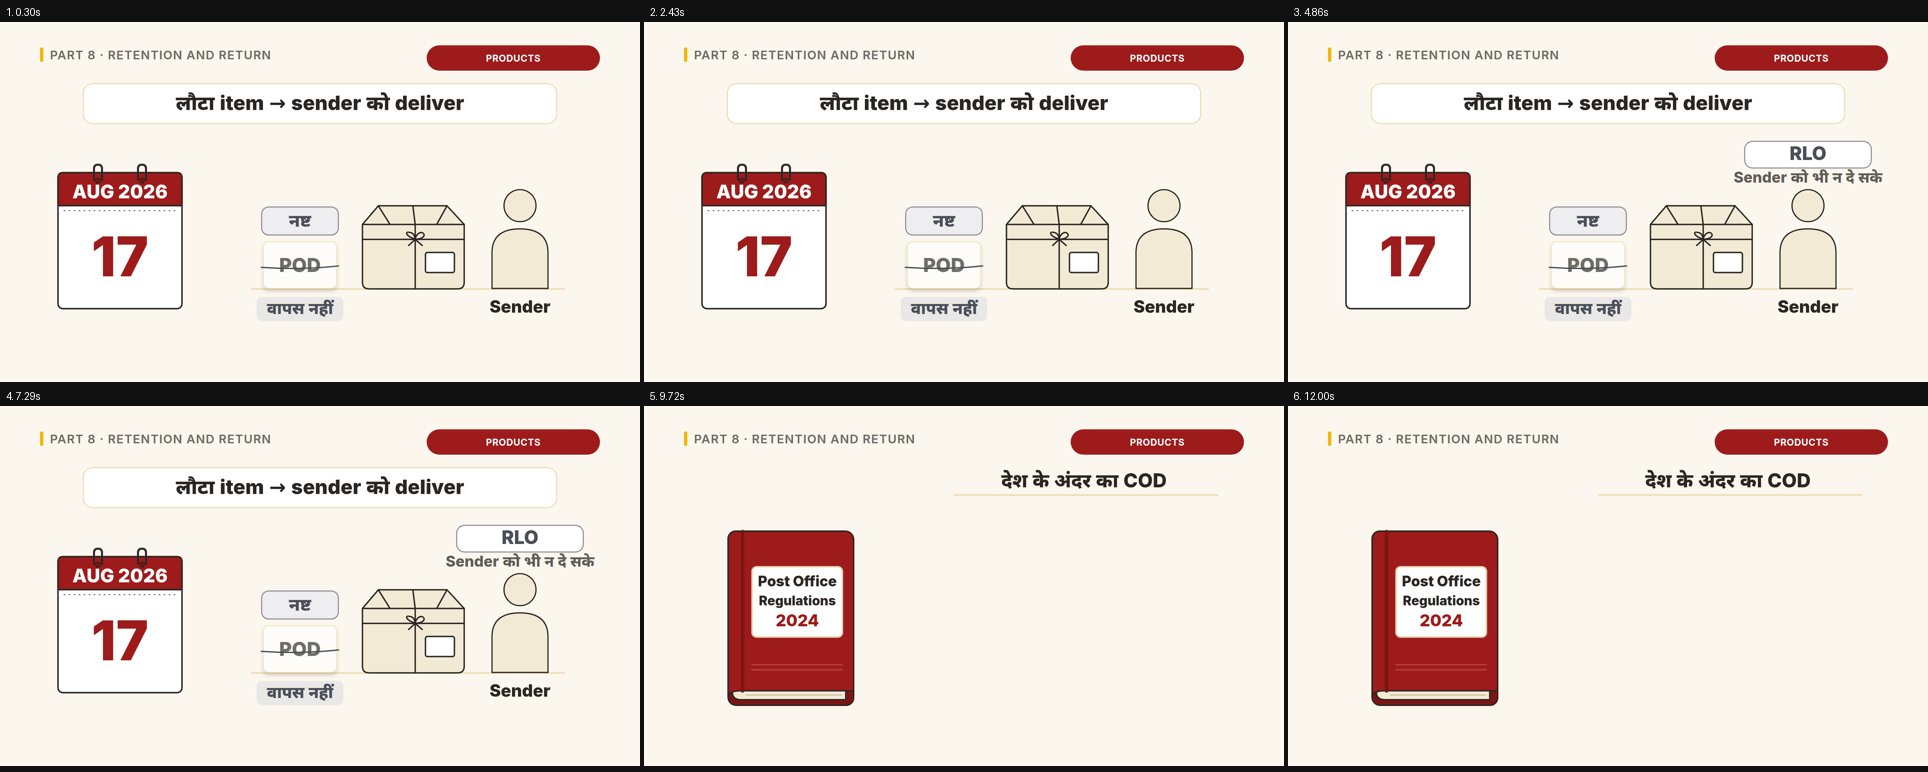 1. 0.30s
PART 8 · RETENTION AND RETURN
PRODUCTS
लौटा item → sender को deliver
AUG 2026
17
नष्ट
POD
वापस नहीं
Sender
2. 2.43s
PART 8 · RETENTION AND RETURN
PRODUCTS
लौटा item → sender को deliver
AUG 2026
17
नष्ट
POD
वापस नहीं
Sender
3. 4.86s
PART 8 · RETENTION AND RETURN
PRODUCTS
लौटा item → sender को deliver
RLO
Sender को भी न दे सके
AUG 2026
17
नष्ट
POD
वापस नहीं
Sender
4. 7.29s
PART 8 · RETENTION AND RETURN
PRODUCTS
लौटा item → sender को deliver
RLO
Sender को भी न दे सके
AUG 2026
17
नष्ट
POD
वापस नहीं
Sender
5. 9.72s
PART 8 · RETENTION AND RETURN
PRODUCTS
देश के अंदर का COD
Post Office
Regulations
2024
6. 12.00s
PART 8 · RETENTION AND RETURN
PRODUCTS
देश के अंदर का COD
Post Office
Regulations
2024